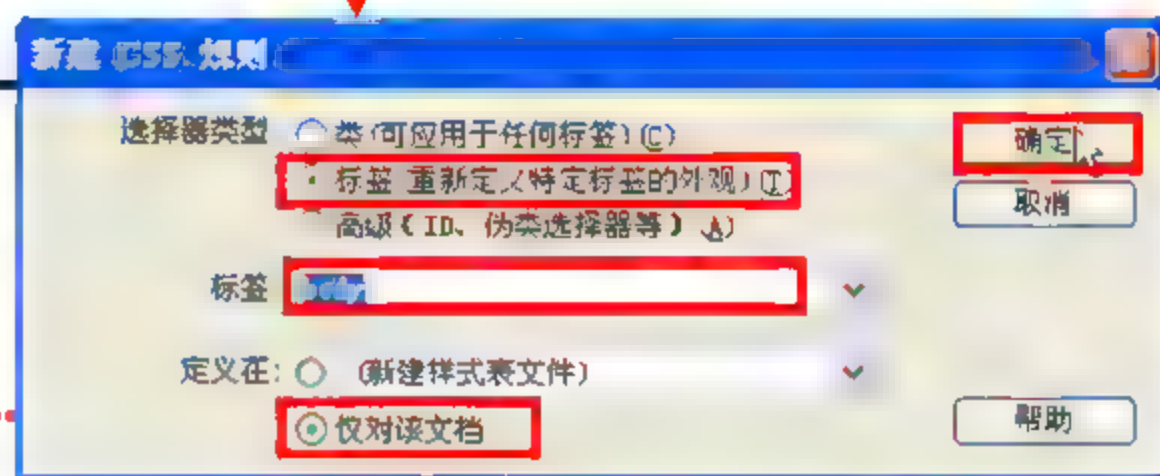 新建 CSS 规则
选择器类型 类(可应用于任何标签)(C) 确定
标签 重新定义特定标签的外观)(T)
取消
高级(ID、伪类选择器等) A)
标签 body
定义在: (新建样式表文件)
仅对该文档 帮助